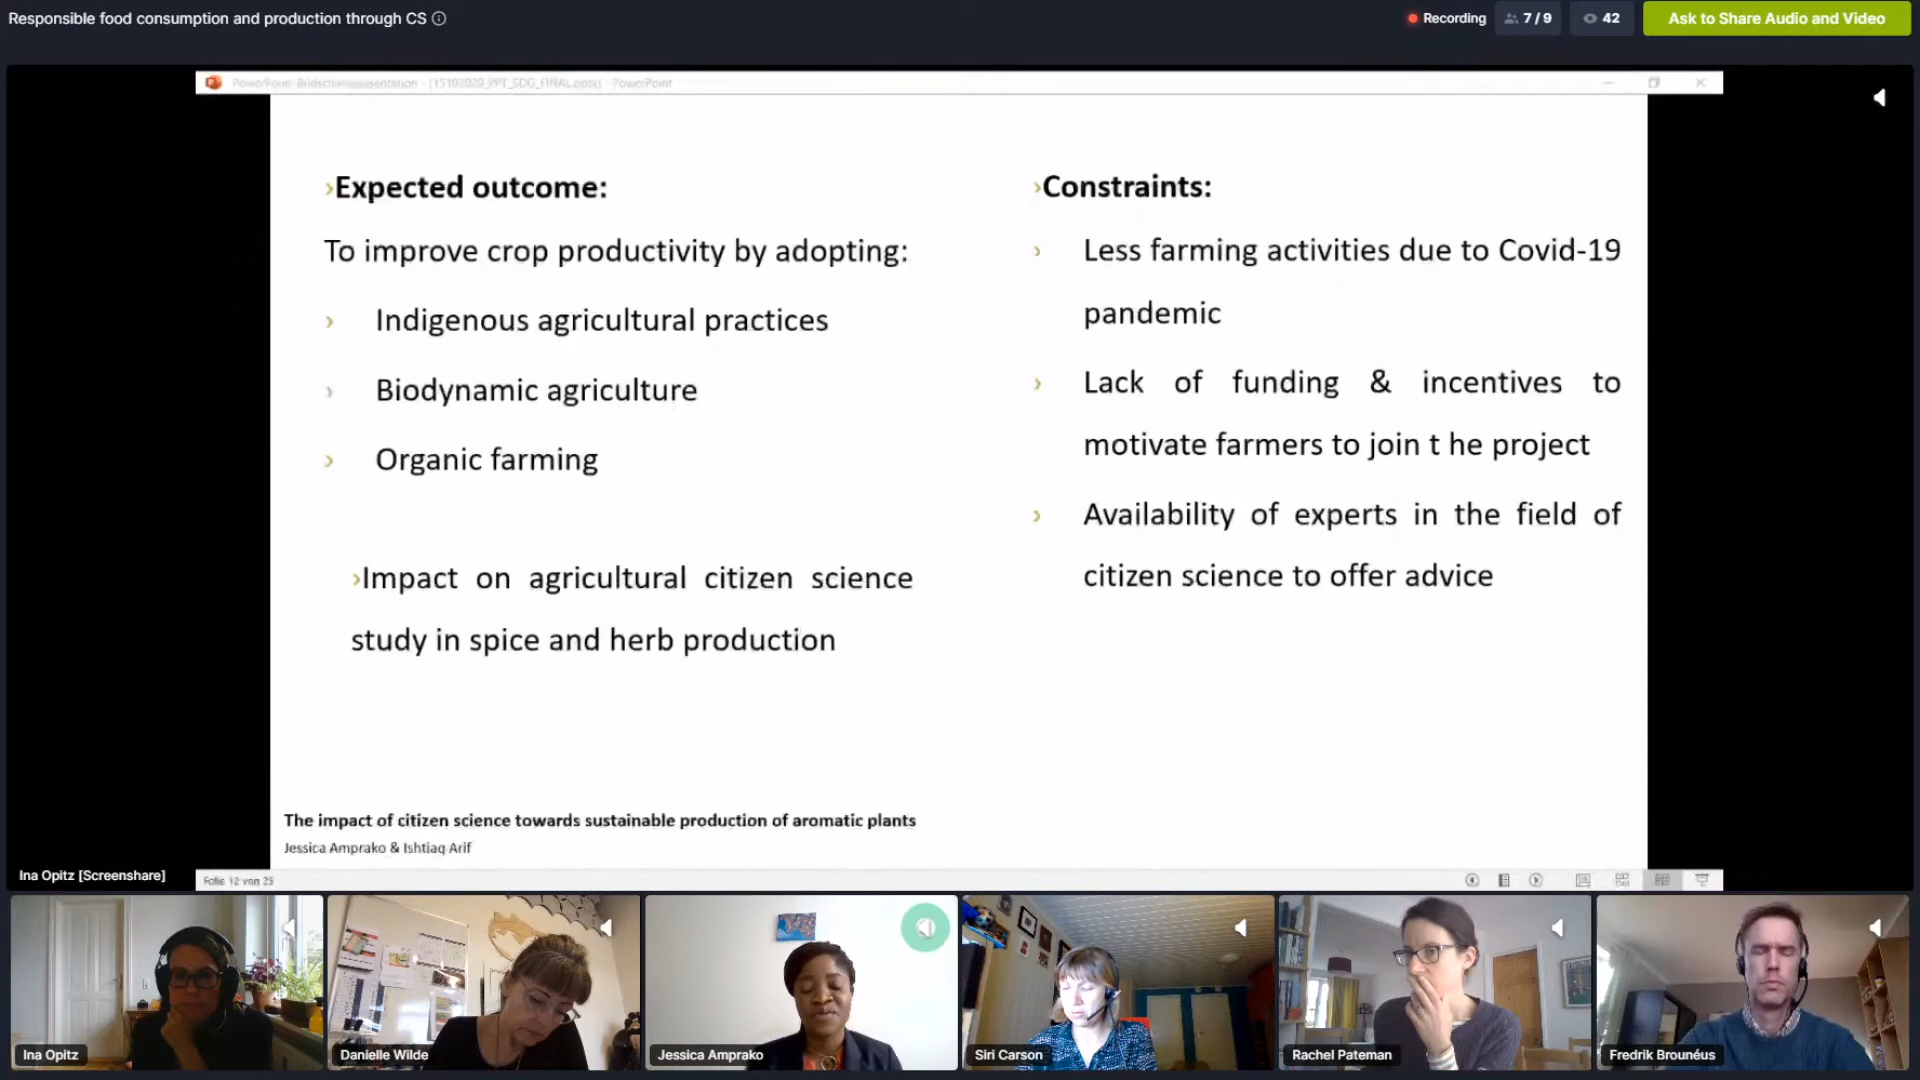 Responsible food consumption and production through CS
Recording
7 / 9
42
Ask to Share Audio and Video
[15102020_PPT_SDG_FINAL.pptx] - PowerPoint
›Expected outcome:
To improve crop productivity by adopting:
› Indigenous agricultural practices
› Biodynamic agriculture
› Organic farming
›Impact on agricultural citizen science
study in spice and herb production
›Constraints:
› Less farming activities due to Covid-19
pandemic
› Lack of funding & incentives to
motivate farmers to join t he project
› Availability of experts in the field of
citizen science to offer advice
The impact of citizen science towards sustainable production of aromatic plants
Jessica Amprako & Ishtiaq Arif
Ina Opitz [Screenshare]
Folie 12 von 25
Ina Opitz
Danielle Wilde
Jessica Amprako
Siri Carson
Rachel Pateman
Fredrik Brounéus